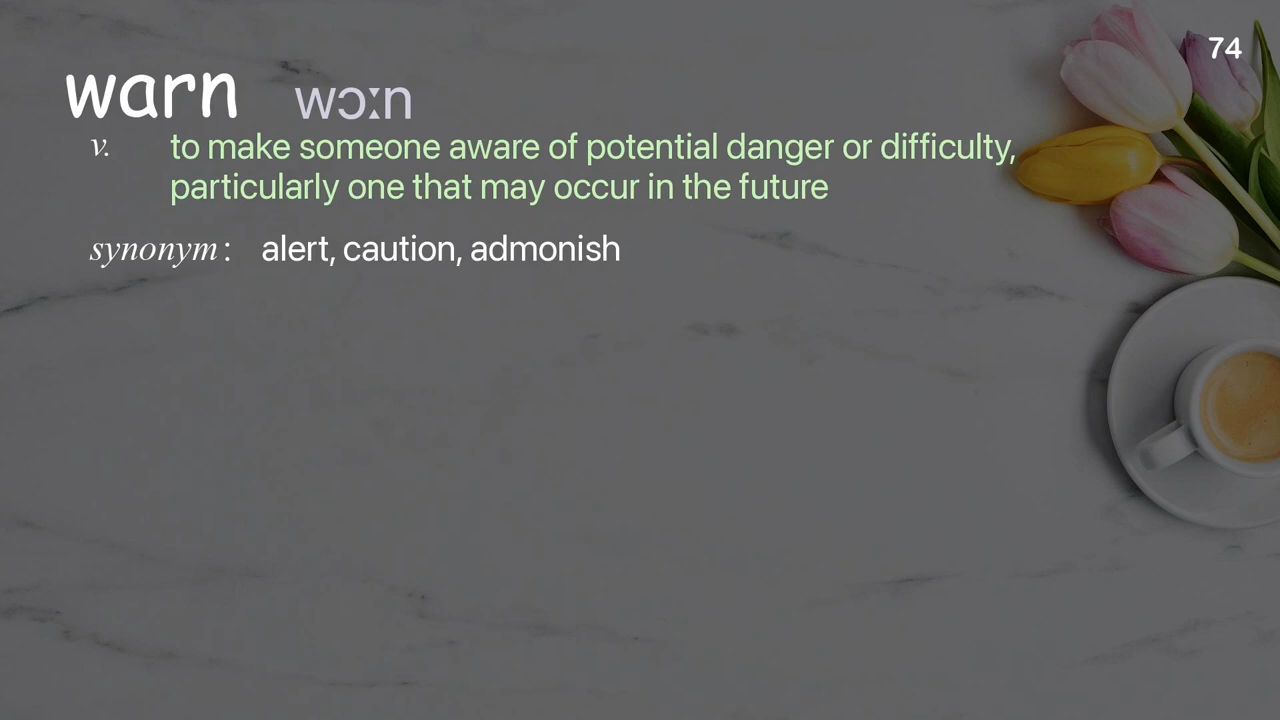 74
warn wɔːn
v. to make someone aware of potential danger or difficulty,
particularly one that may occur in the future
synonym : alert, caution, admonish